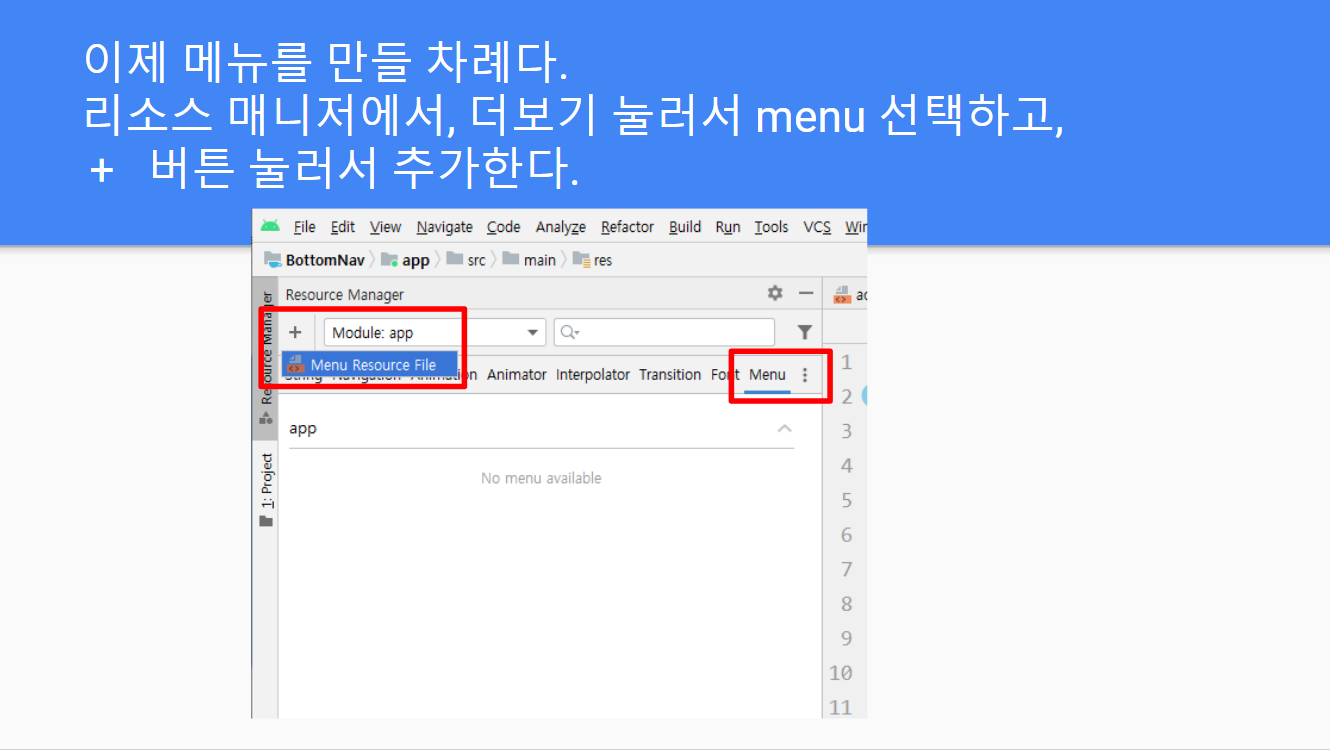 이제 메뉴를 만들 차례다.
리소스 매니저에서, 더보기 눌러서 menu 선택하고,
+ 버튼 눌러서 추가한다.
File Edit View Navigate Code Analyze Refactor Build Run Tools VCS
BottomNav app src main res
Resource Manager
Resource Manager
+ Module: app
Menu Resource File
Animator Interpolator Transition Font Menu
app
No menu available
1: Project
1
2
3
4
5
6
7
8
9
10
11